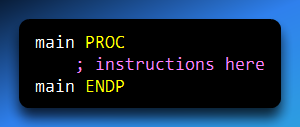 main PROC
    ; instructions here
main ENDP